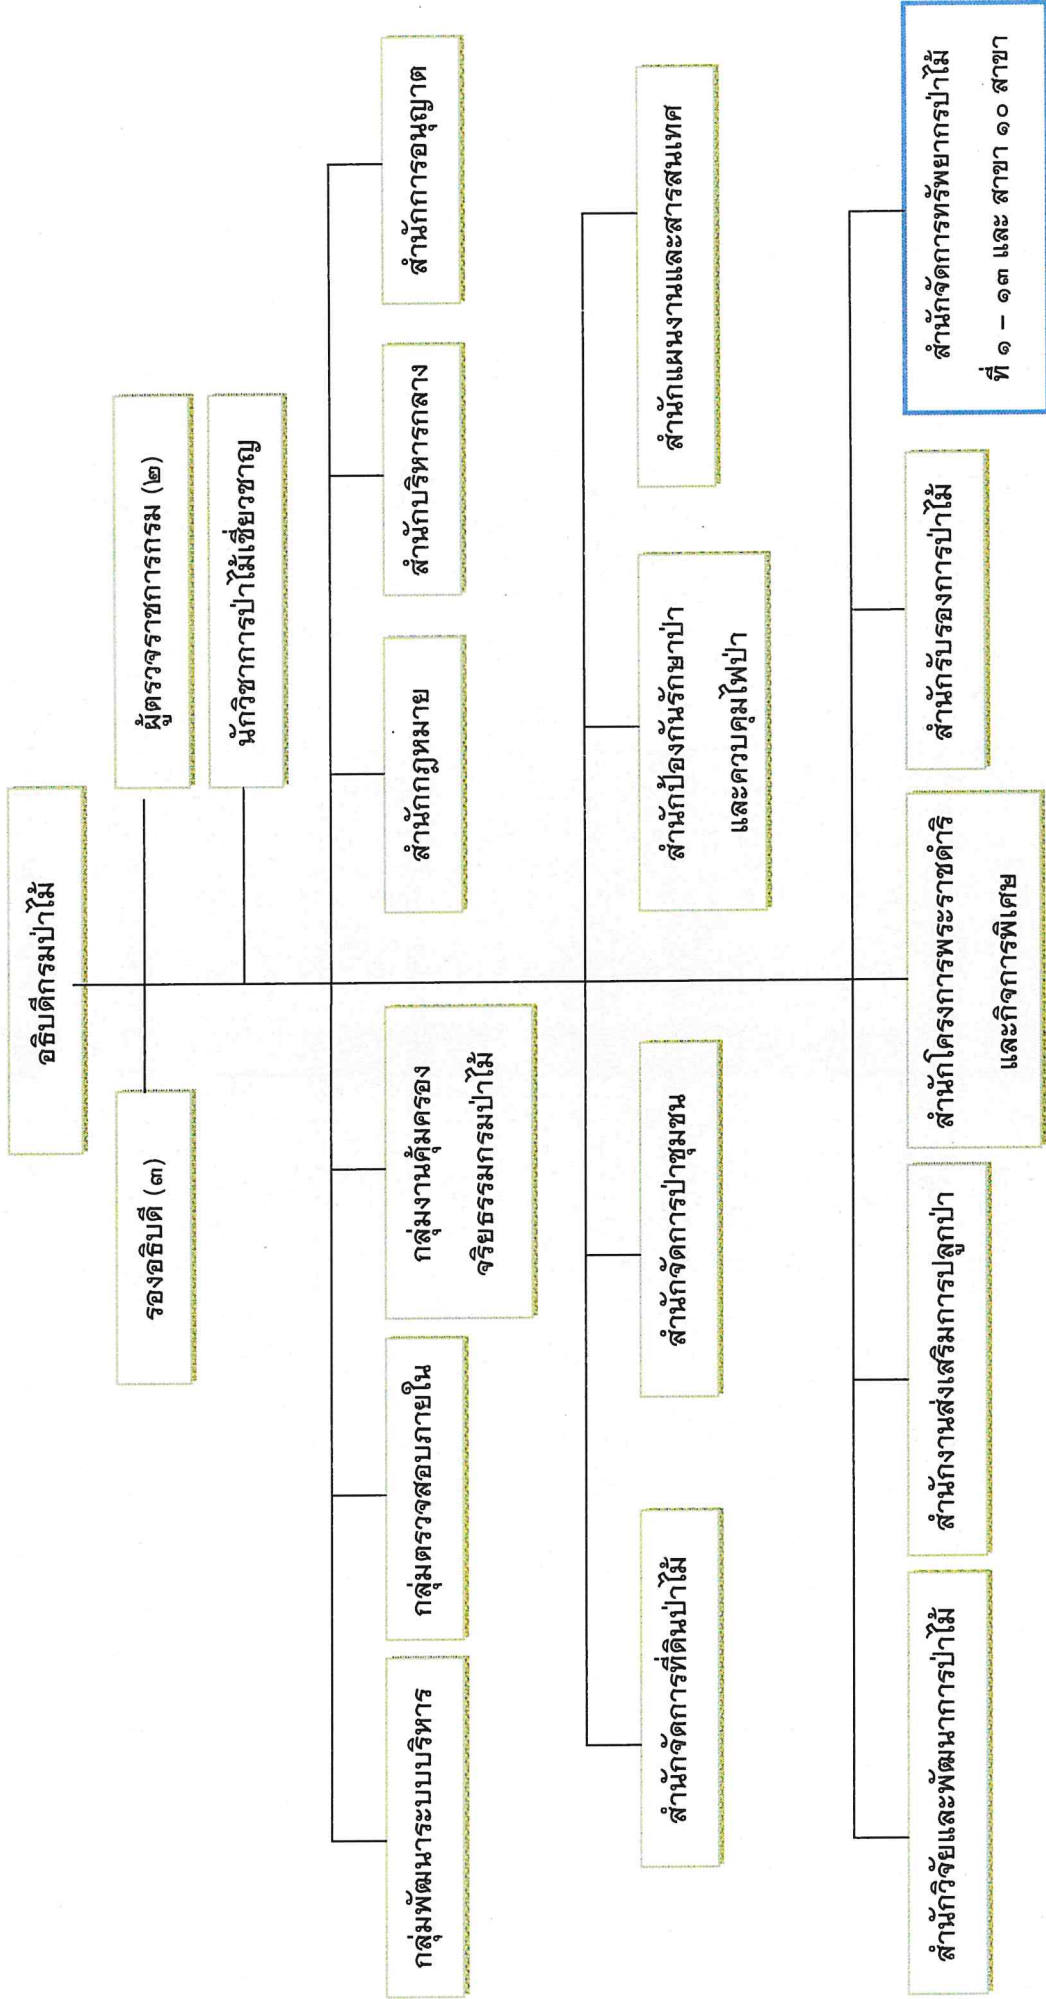 อธิบดีกรมป่าไม้
รองอธิบดี (๓)
ผู้ตรวจราชการกรม (๒)
นักวิชาการป่าไม้เชี่ยวชาญ
กลุ่มพัฒนาระบบบริหาร
กลุ่มตรวจสอบภายใน
กลุ่มงานคุ้มครอง
จริยธรรมกรมป่าไม้
สำนักกฎหมาย
สำนักบริหารกลาง
สำนักการอนุญาต
สำนักจัดการที่ดินป่าไม้
สำนักจัดการป่าชุมชน
สำนักป้องกันรักษาป่า
และควบคุมไฟป่า
สำนักแผนงานและสารสนเทศ
สำนักวิจัยและพัฒนาการป่าไม้
สำนักงานส่งเสริมการปลูกป่า
สำนักโครงการพระราชดำริ
และกิจการพิเศษ
สำนักรับรองการป่าไม้
สำนักจัดการทรัพยากรป่าไม้
ที่ ๑ – ๑๓ และ สาขา ๑๐ สาขา